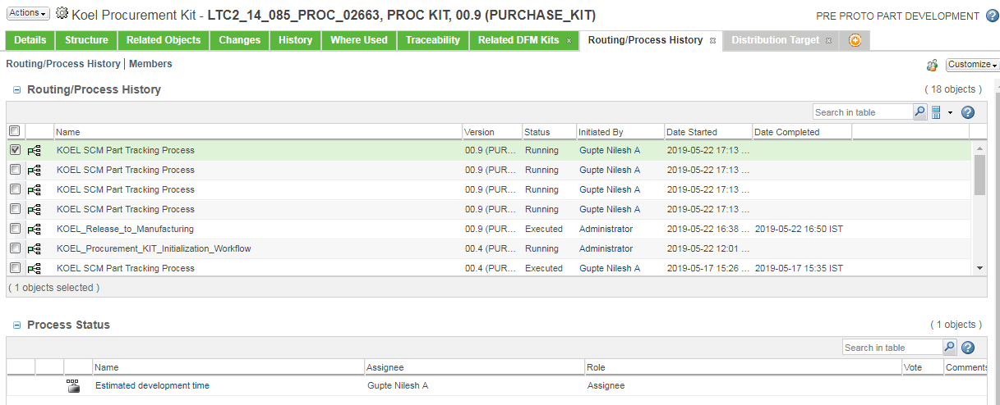 Actions Koel Procurement Kit - LTC2_14_085_PROC_02663, PROC KIT, 00.9 (PURCHASE_KIT) PRE PROTO PART DEVELOPMENT
Details Structure Related Objects Changes History Where Used Traceability Related DFM Kits Routing/Process History Distribution Target
Routing/Process History | Members
Customize
Routing/Process History ( 18 objects )
Search in table
Name Version Status Initiated By Date Started Date Completed
KOEL SCM Part Tracking Process 00.9 (PUR... Running Gupte Nilesh A 2019-05-22 17:13 ...
KOEL SCM Part Tracking Process 00.9 (PUR... Running Gupte Nilesh A 2019-05-22 17:13 ...
KOEL SCM Part Tracking Process 00.9 (PUR... Running Gupte Nilesh A 2019-05-22 17:13 ...
KOEL SCM Part Tracking Process 00.9 (PUR... Running Gupte Nilesh A 2019-05-22 17:13 ...
KOEL_Release_to_Manufacturing 00.9 (PUR... Executed Administrator 2019-05-22 16:38 ... 2019-05-22 16:50 IST
KOEL_Procurement_KIT_Initialization_Workflow 00.4 (PUR... Running Administrator 2019-05-22 12:01 ...
KOEL SCM Part Tracking Process 00.4 (PUR... Executed Gupte Nilesh A 2019-05-17 15:26 ... 2019-05-17 15:35 IST
( 1 objects selected )
Process Status ( 1 objects )
Search in table
Name Assignee Role Vote Comments
Estimated development time Gupte Nilesh A Assignee